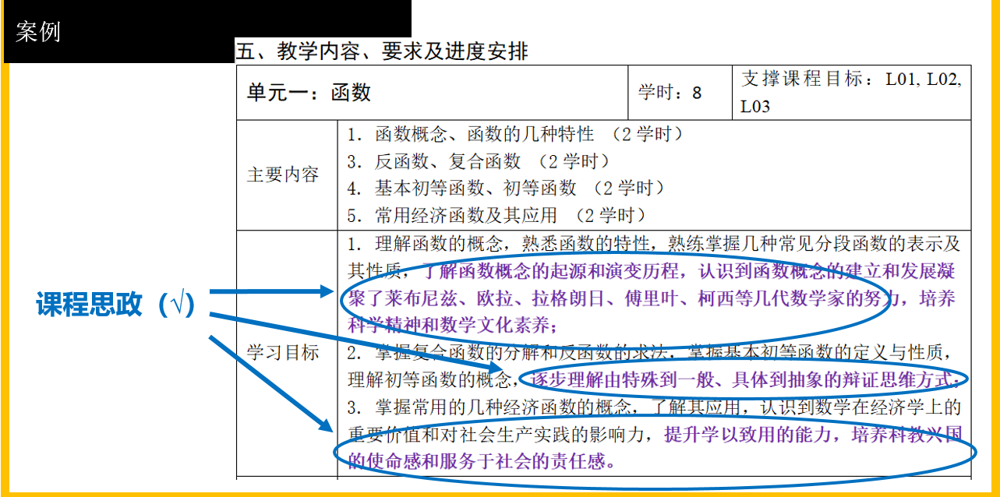 案例
五、教学内容、要求及进度安排
单元一：函数
学时：8
支撑课程目标：L01, L02,
L03
主要内容
1. 函数概念、函数的几种特性 （2 学时）
3. 反函数、复合函数 （2 学时）
4. 基本初等函数、初等函数 （2 学时）
5. 常用经济函数及其应用 （2 学时）
课程思政（√）
学习目标
1. 理解函数的概念，熟悉函数的特性，熟练掌握几种常见分段函数的表示及
其性质，了解函数概念的起源和演变历程，认识到函数概念的建立和发展凝
聚了莱布尼兹、欧拉、拉格朗日、傅里叶、柯西等几代数学家的努力，培养
科学精神和数学文化素养；
2. 掌握复合函数的分解和反函数的求法，掌握基本初等函数的定义与性质，
理解初等函数的概念，逐步理解由特殊到一般、具体到抽象的辩证思维方式；
3. 掌握常用的几种经济函数的概念，了解其应用，认识到数学在经济学上的
重要价值和对社会生产实践的影响力，提升学以致用的能力，培养科教兴国
的使命感和服务于社会的责任感。